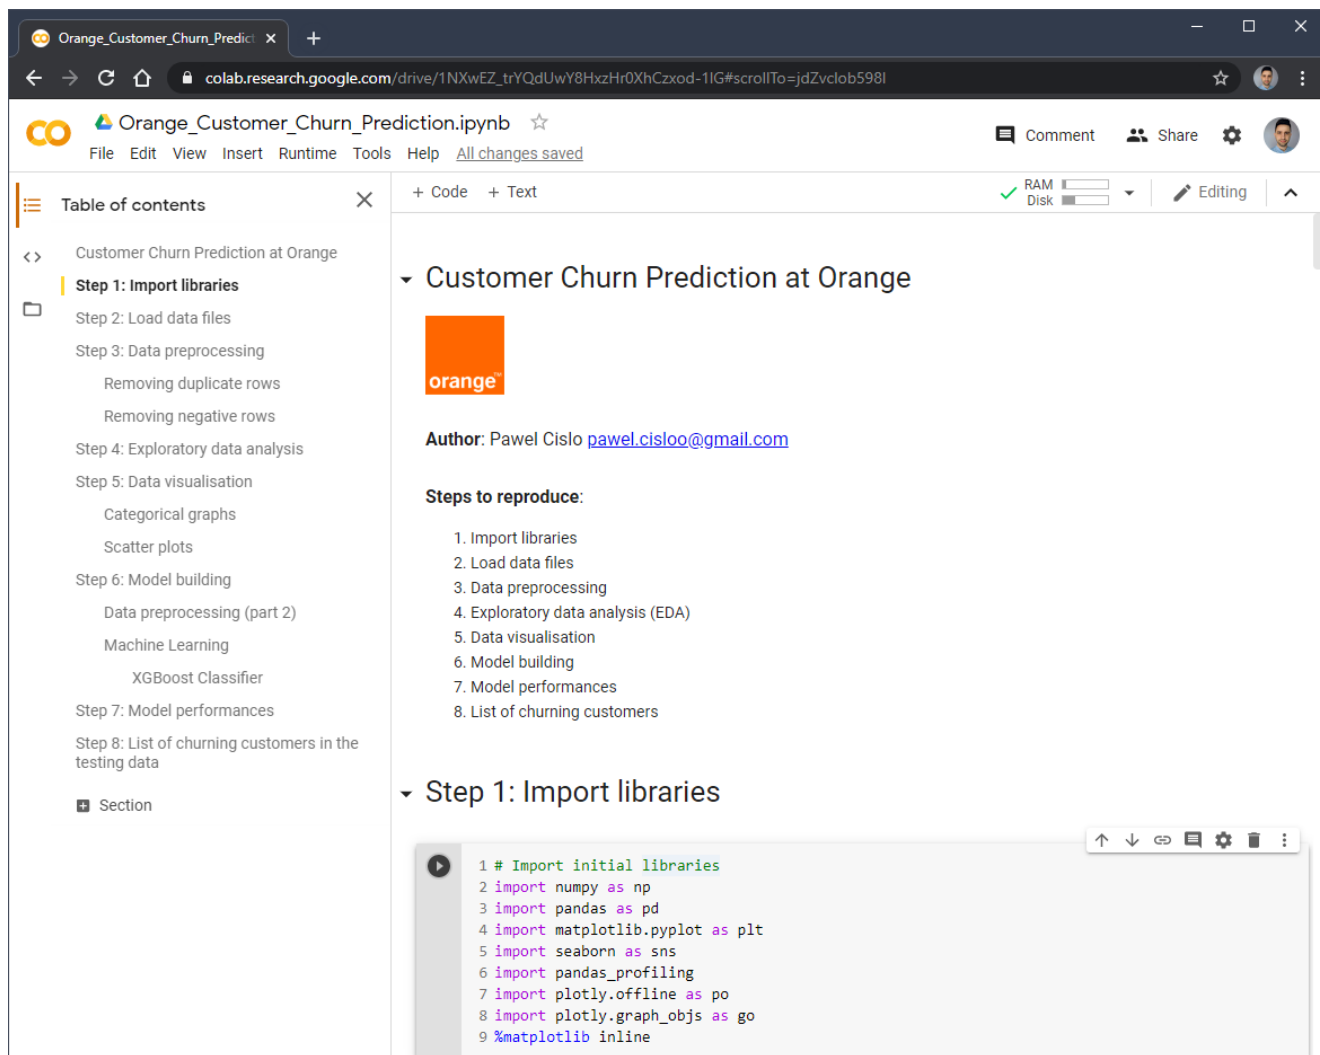 Orange_Customer_Churn_Predict
colab.research.google.com/drive/1NXwEZ_trYQdUwY8HxzHr0XhCzxod-1IG#scrollTo=jdZvcIob598I
CO
Orange_Customer_Churn_Prediction.ipynb
File Edit View Insert Runtime Tools Help All changes saved
Comment Share
Table of contents
+ Code + Text
RAM
Disk
Editing
Customer Churn Prediction at Orange
Step 1: Import libraries
Step 2: Load data files
Step 3: Data preprocessing
Removing duplicate rows
Removing negative rows
Step 4: Exploratory data analysis
Step 5: Data visualisation
Categorical graphs
Scatter plots
Step 6: Model building
Data preprocessing (part 2)
Machine Learning
XGBoost Classifier
Step 7: Model performances
Step 8: List of churning customers in the
testing data
Section
Customer Churn Prediction at Orange
orange™
Author: Pawel Cislo pawel.cisloo@gmail.com
Steps to reproduce:
1. Import libraries
2. Load data files
3. Data preprocessing
4. Exploratory data analysis (EDA)
5. Data visualisation
6. Model building
7. Model performances
8. List of churning customers
Step 1: Import libraries
1 # Import initial libraries
2 import numpy as np
3 import pandas as pd
4 import matplotlib.pyplot as plt
5 import seaborn as sns
6 import pandas_profiling
7 import plotly.offline as po
8 import plotly.graph_objs as go
9 %matplotlib inline